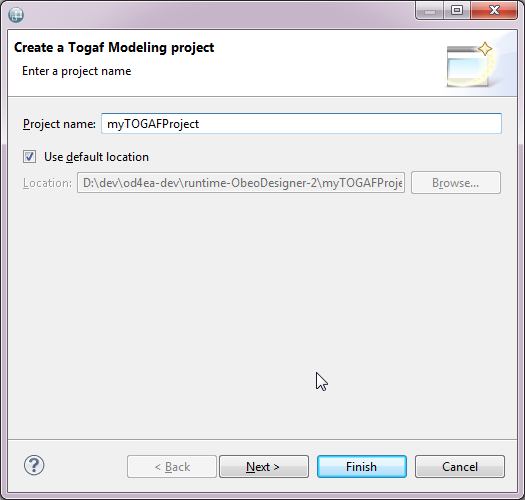 Create a Togaf Modeling project
Enter a project name
Project name: myTOGAFProject
Use default location
Location: D:\dev\od4ea-dev\runtime-ObeoDesigner-2\myTOGAFProje Browse...
< Back Next > Finish Cancel